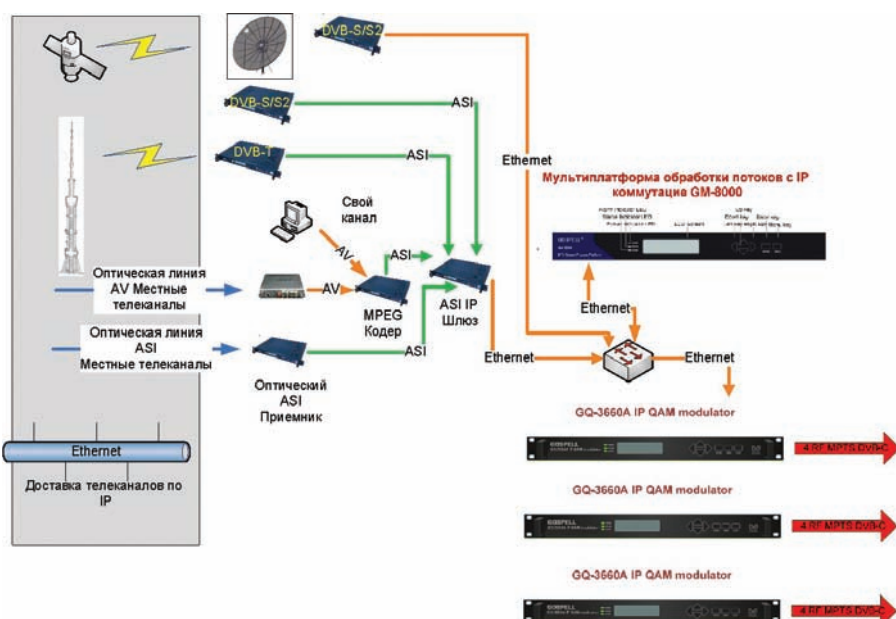 DVB-S/S2
DVB-S/S2
ASI
DVB-T
ASI
Ethernet
Мультиплатформа обработки потоков с IP
коммутация GM-8000
Свой
канал
AV
ASI
Оптическая линия
AV Местные
телеканалы
AV
MPEG
Кодер
ASI IP
Шлюз
Ethernet
Оптическая линия
ASI
Местные телеканалы
ASI
Ethernet
Ethernet
Оптический
ASI
Приемник
GQ-3660A IP QAM modulator
Ethernet
GOSPELL
4 RF MPTS DVB-C
Доставка телеканалов по
IP
GQ-3660A IP QAM modulator
GOSPELL
4 RF MPTS DVB-C
GQ-3660A IP QAM modulator
GOSPELL
4 RF MPTS DVB-C